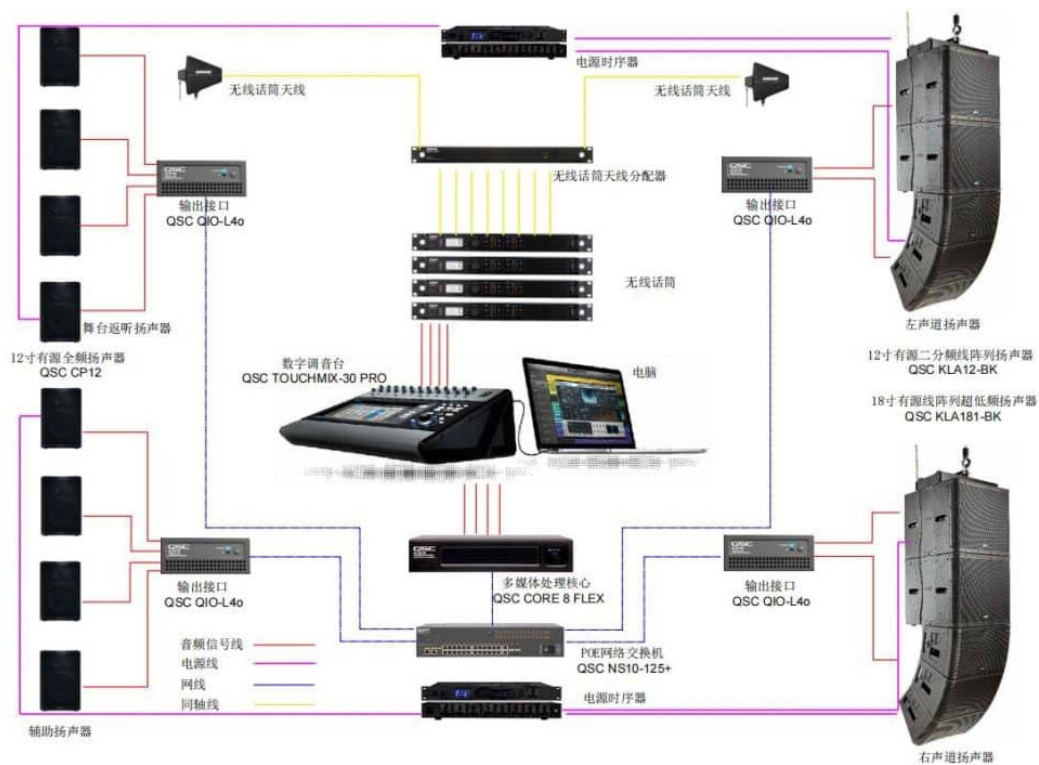 电源时序器
无线话筒天线
无线话筒天线
无线话筒天线分配器
QSC
输出接口
QSC QIO-L4o
QSC
输出接口
QSC QIO-L4o
无线话筒
舞台返听扬声器
12寸有源全频扬声器
QSC CP12
左声道扬声器
12寸有源二分频线阵列扬声器
QSC KLA12-BK
18寸有源线阵列超低频扬声器
QSC KLA181-BK
数字调音台
QSC TOUCHMIX-30 PRO
电脑
QSC
输出接口
QSC QIO-L4o
QSC
多媒体处理核心
QSC CORE 8 FLEX
QSC
输出接口
QSC QIO-L4o
POE网络交换机
QSC NS10-125+
音频信号线
电源线
网线
同轴线
电源时序器
辅助扬声器
右声道扬声器